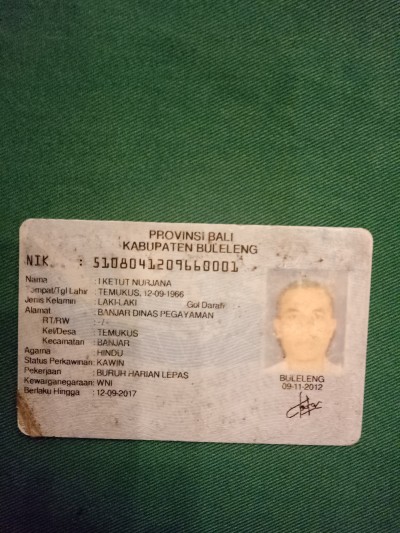 PROVINSI BALI
KABUPATEN BULELENG
NIK : 5108041209660001
Nama : I KETUT NURJANA
Tempat/Tgl Lahir : TEMUKUS, 12-09-1966
Jenis Kelamin : LAKI-LAKI Gol Darah
Alamat : BANJAR DINAS PEGAYAMAN
RT/RW : -/-
Kel/Desa : TEMUKUS
Kecamatan : BANJAR
Agama : HINDU
Status Perkawinan: KAWIN
Pekerjaan : BURUH HARIAN LEPAS
Kewarganegaraan: WNI
Berlaku Hingga : 12-09-2017
BULELENG
09-11-2012